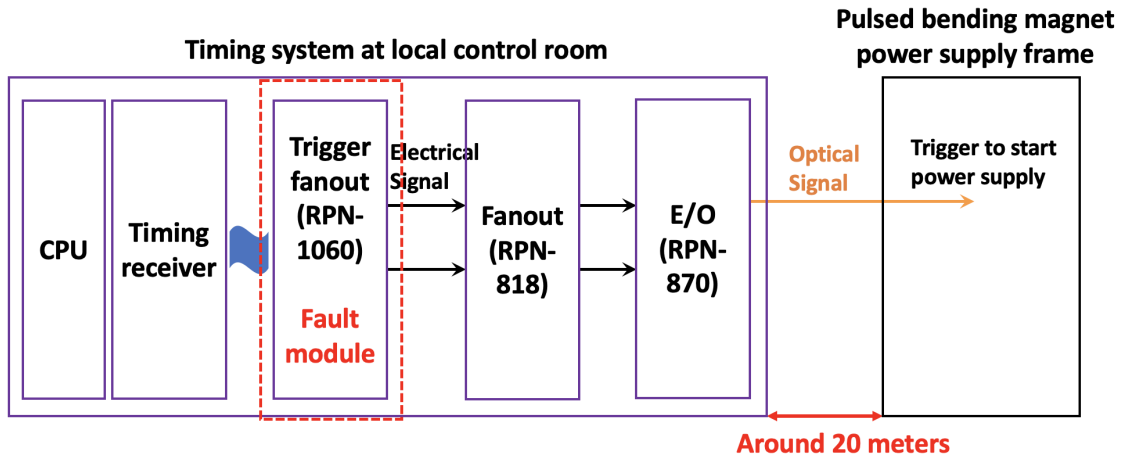 Pulsed bending magnet
power supply frame
Timing system at local control room
CPU
Timing
receiver
Trigger
fanout
(RPN-
1060)
Fault
module
Electrical
Signal
Fanout
(RPN-
818)
E/O
(RPN-
870)
Optical
Signal
Trigger to start
power supply
Around 20 meters